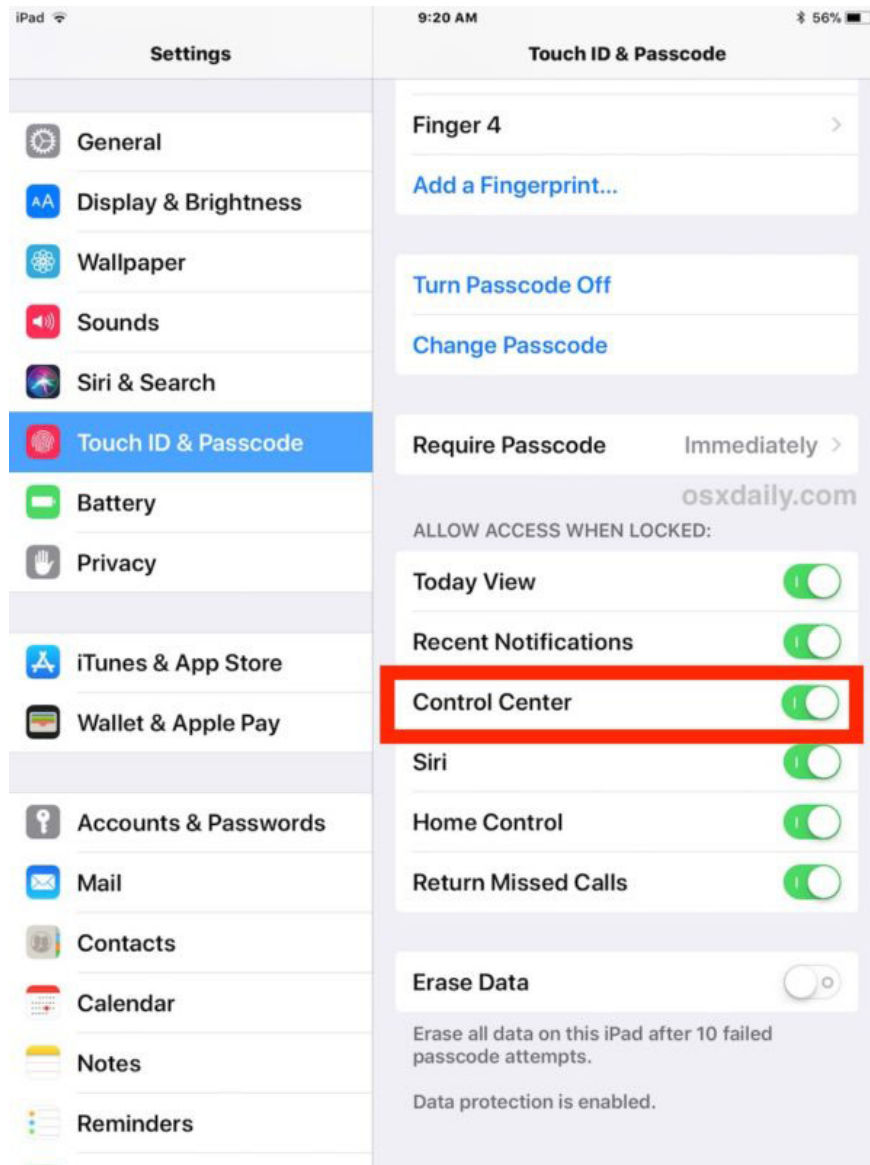 iPad
9:20 AM
56%
Settings
Touch ID & Passcode
General
AA
Display & Brightness
Wallpaper
Sounds
Siri & Search
Touch ID & Passcode
Battery
Privacy
iTunes & App Store
Wallet & Apple Pay
Accounts & Passwords
Mail
Contacts
Calendar
Notes
Reminders
Finger 4
Add a Fingerprint...
Turn Passcode Off
Change Passcode
Require Passcode Immediately
osxdaily.com
ALLOW ACCESS WHEN LOCKED:
Today View
Recent Notifications
Control Center
Siri
Home Control
Return Missed Calls
Erase Data
Erase all data on this iPad after 10 failed
passcode attempts.
Data protection is enabled.